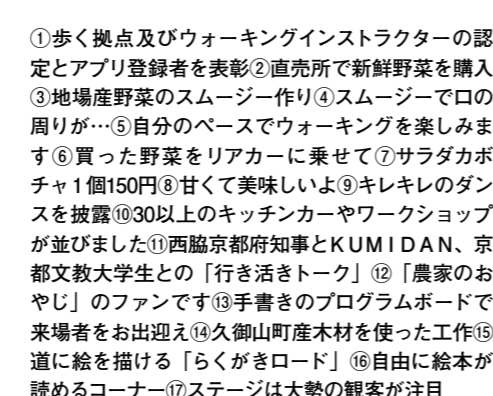 ①歩く拠点及びウォーキングインストラクターの認
定とアプリ登録者を表彰②直売所で新鮮野菜を購入
③地場産野菜のスムージー作り④スムージーで口の
周りが…⑤自分のペースでウォーキングを楽しみま
す⑥買った野菜をリアカーに乗せて⑦サラダカボ
チャ1個150円⑧甘くて美味しいよ⑨キレキレのダン
スを披露⑩30以上のキッチンカーやワークショップ
が並びました⑪西脇京都府知事とKUMIDAN、京
都文教大学生との「行き活きトーク」⑫「農家のお
やじ」のファンです⑬手書きのプログラムボードで
来場者をお出迎え⑭久御山町産木材を使った工作⑮
道に絵を描ける「らくがきロード」⑯自由に絵本が
読めるコーナー⑰ステージは大勢の観客が注目